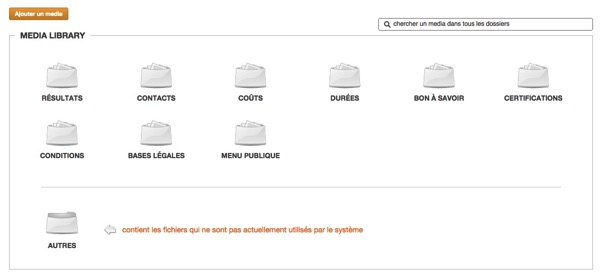 Ajouter un media
chercher un media dans tous les dossiers
MEDIA LIBRARY
RÉSULTATS CONTACTS COÛTS DURÉES BON À SAVOIR CERTIFICATIONS
CONDITIONS BASES LÉGALES MENU PUBLIQUE
AUTRES contient les fichiers qui ne sont pas actuellement utilisés par le système